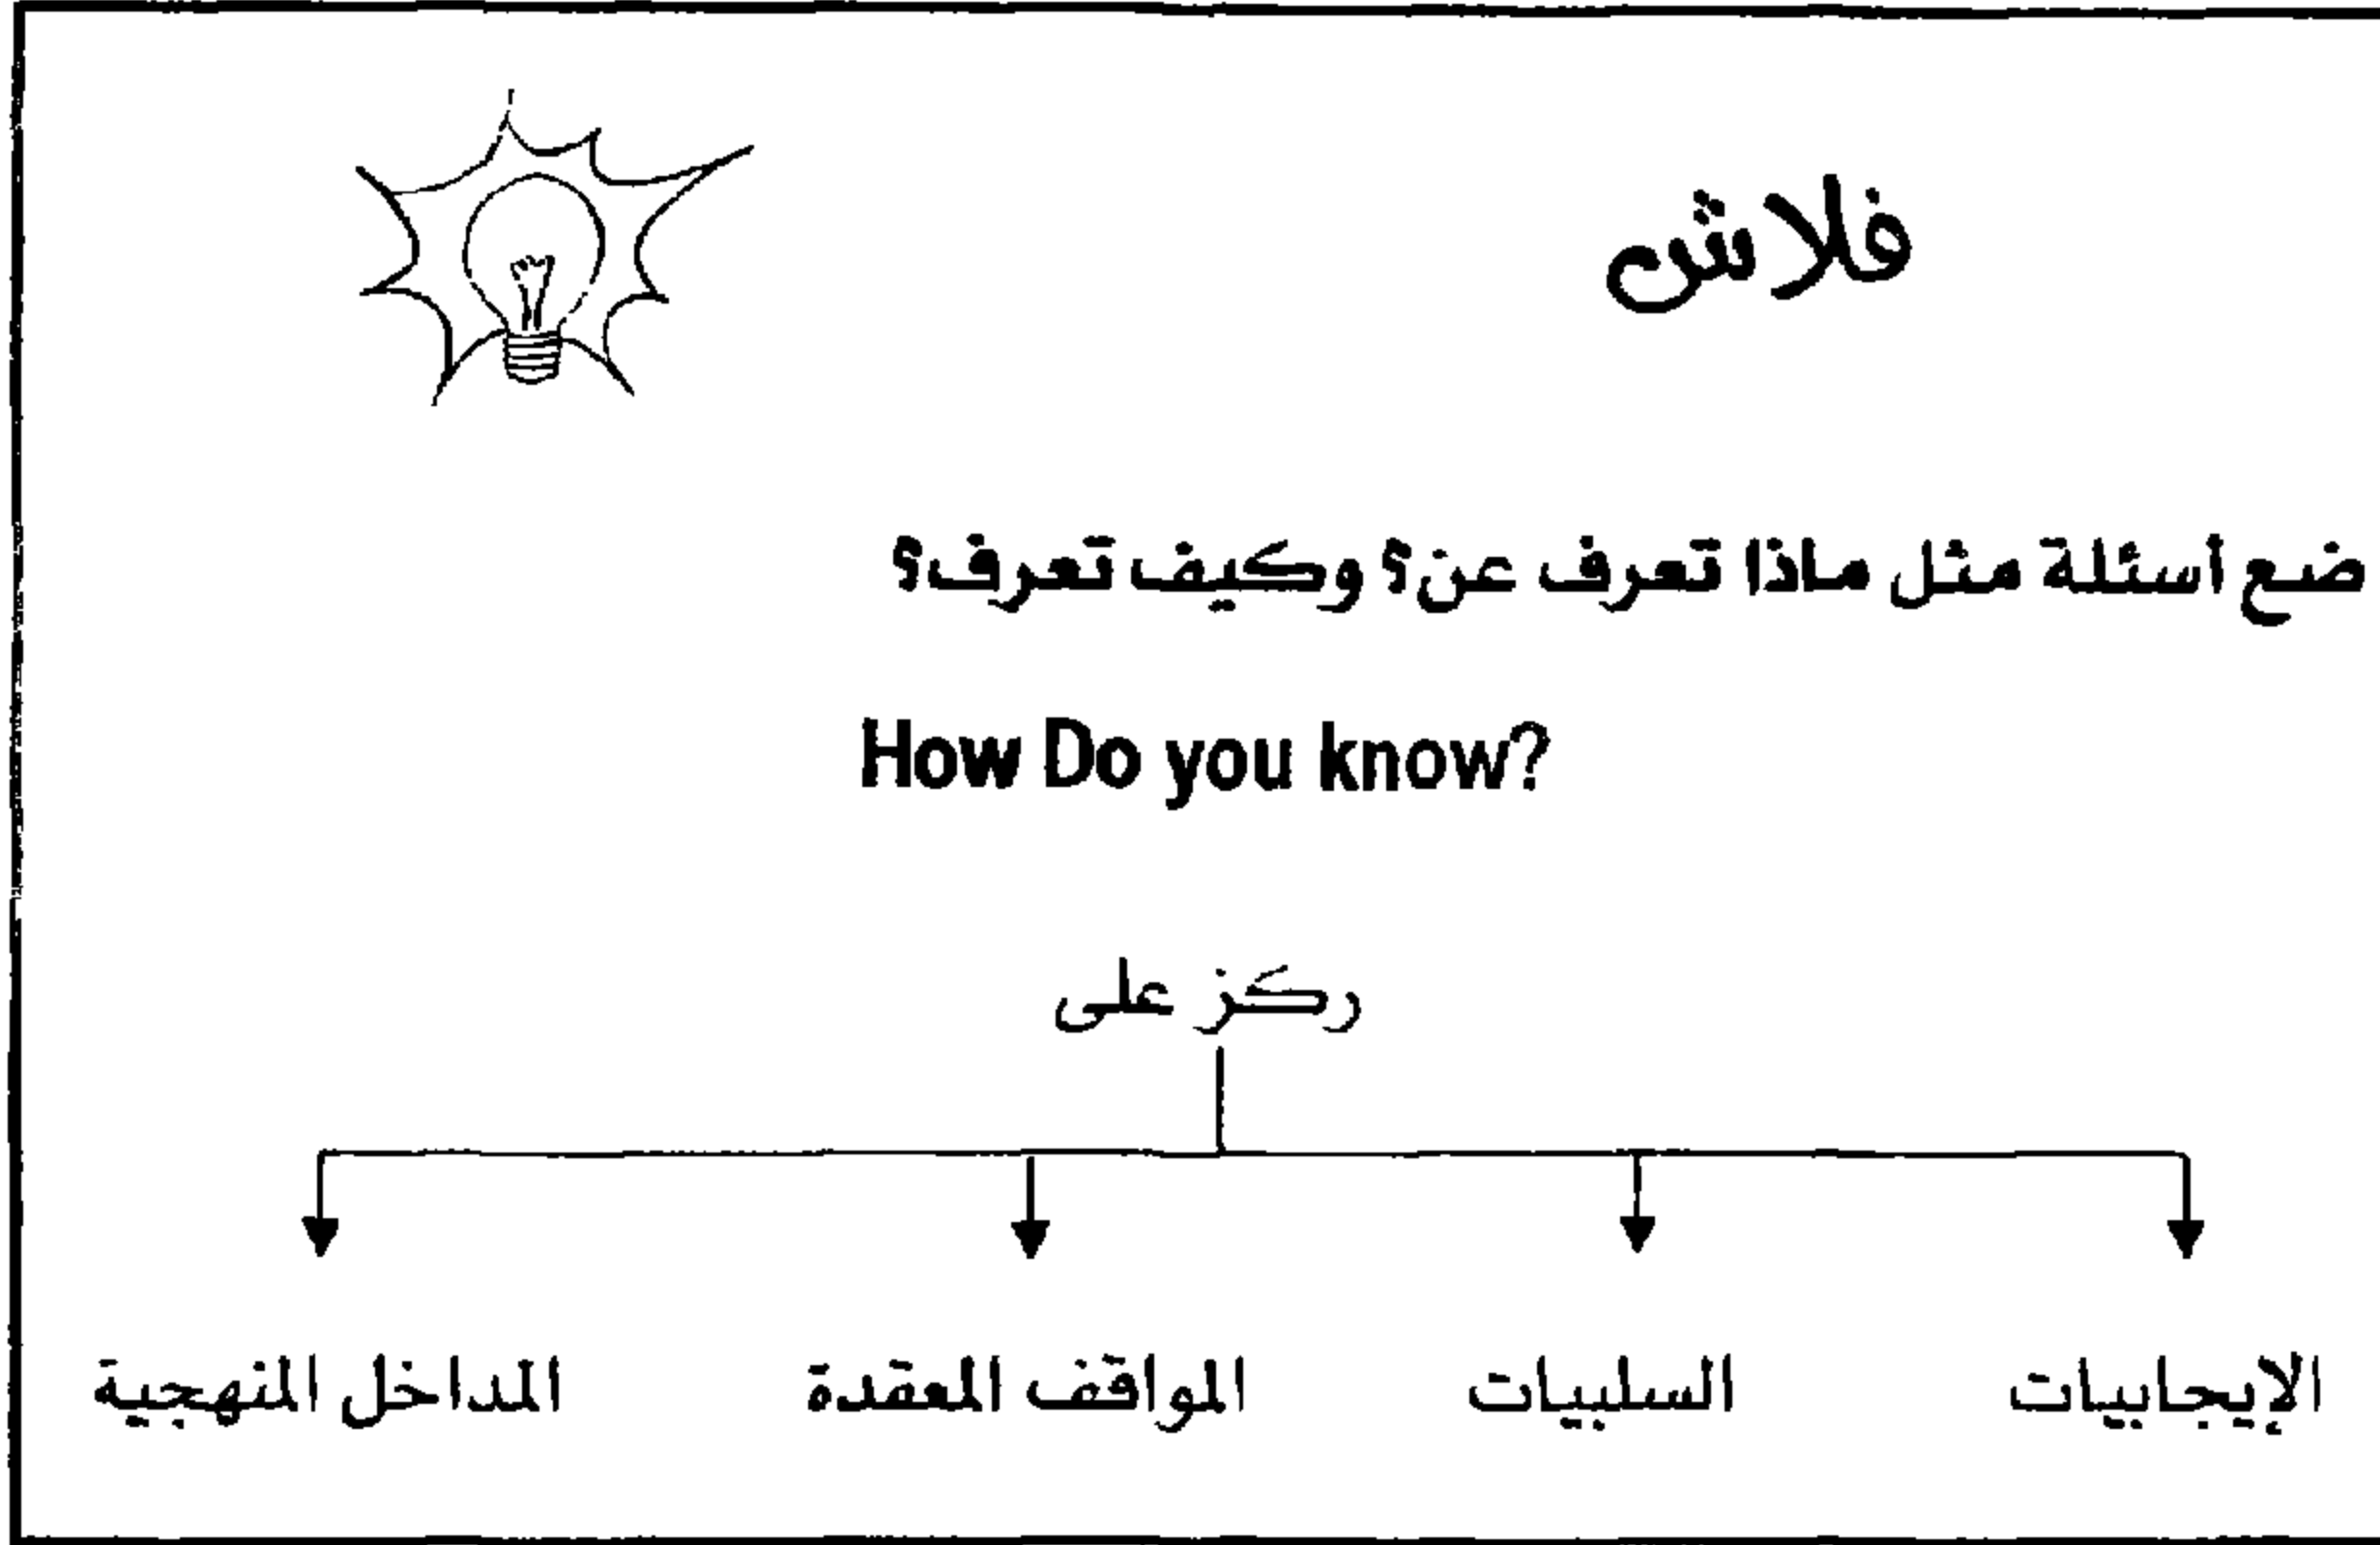 فلاش
ضع أسئلة مثل ماذا تعرف عن؟ وكيف تعرف؟
How Do you know?
ركز على
الإيجابيات السلبيات المواقف المعقدة المداخل المنهجية